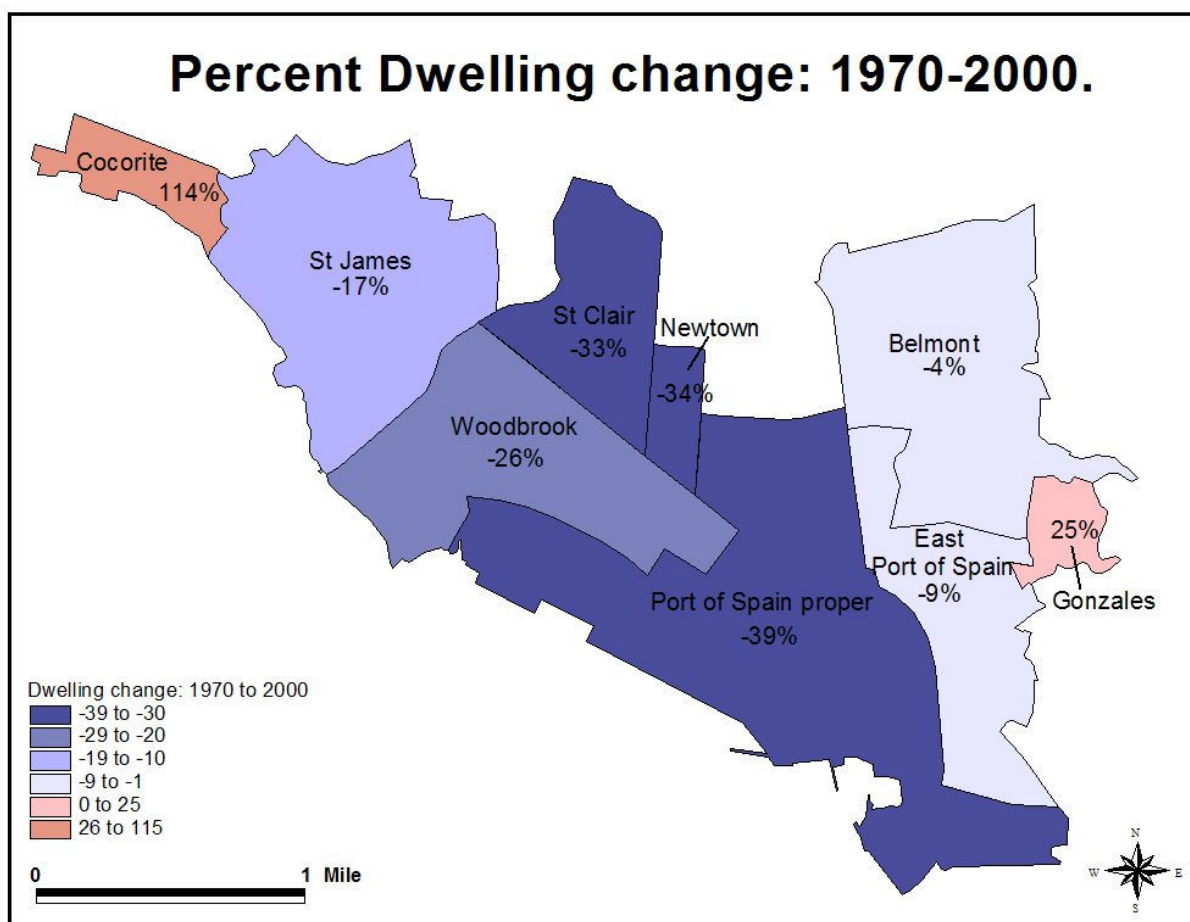 Percent Dwelling change: 1970-2000.
Cocorite
114%
St James
-17%
St Clair
-33%
Newtown
-34%
Belmont
-4%
Woodbrook
-26%
East
Port of Spain
-9%
25%
Gonzales
Port of Spain proper
-39%
Dwelling change: 1970 to 2000
-39 to -30
-29 to -20
-19 to -10
-9 to -1
0 to 25
26 to 115
0 1 Mile
N
W E
S